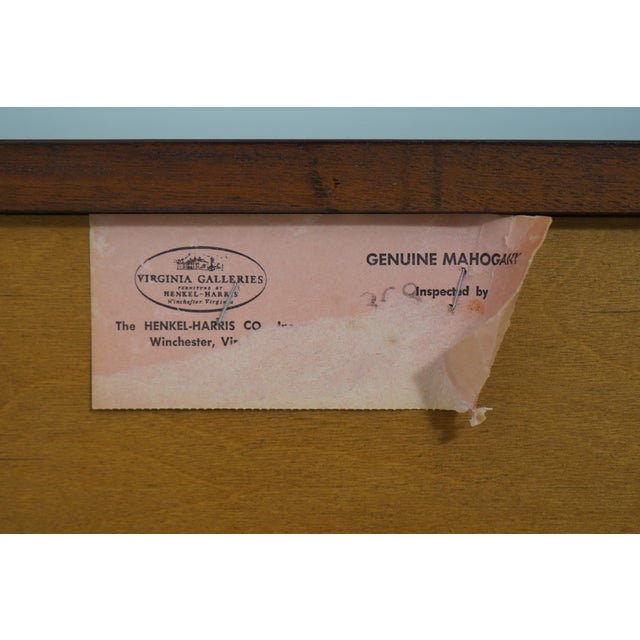 VIRGINIA GALLERIES
FURNITURE BY
HENKEL-HARRIS
Winchester Virginia
GENUINE MAHOGANY
Inspected by
The HENKEL-HARRIS CO
Winchester, Vir